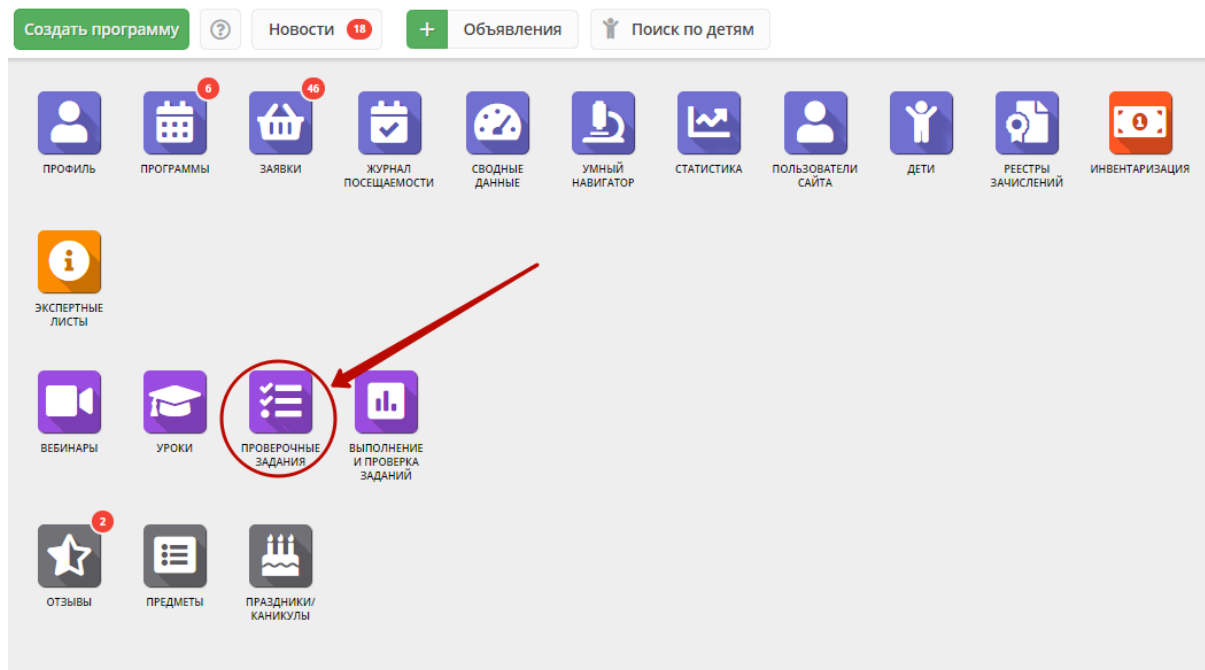 Создать программу
?
Новости 18
+ Объявления
Поиск по детям
6
46
ПРОФИЛЬ
ПРОГРАММЫ
ЗАЯВКИ
ЖУРНАЛ
ПОСЕЩАЕМОСТИ
СВОДНЫЕ
ДАННЫЕ
УМНЫЙ
НАВИГАТОР
СТАТИСТИКА
ПОЛЬЗОВАТЕЛИ
САЙТА
ДЕТИ
РЕЕСТРЫ
ЗАЧИСЛЕНИЙ
1
ИНВЕНТАРИЗАЦИЯ
i
ЭКСПЕРТНЫЕ
ЛИСТЫ
ВЕБИНАРЫ
УРОКИ
ПРОВЕРОЧНЫЕ
ЗАДАНИЯ
ВЫПОЛНЕНИЕ
И ПРОВЕРКА
ЗАДАНИЙ
2
ОТЗЫВЫ
ПРЕДМЕТЫ
ПРАЗДНИКИ/
КАНИКУЛЫ